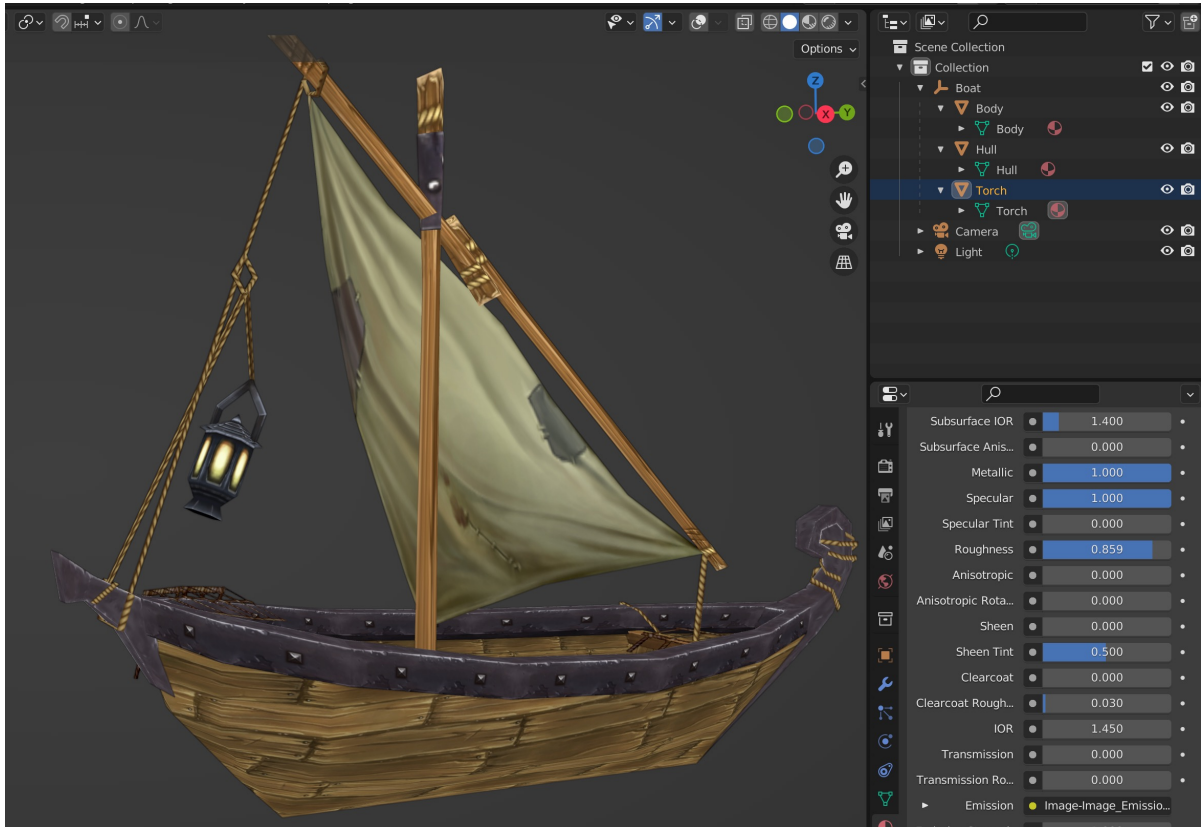 Options
Z
X
Y
Scene Collection
Collection
Boat
Body
Body
Hull
Hull
Torch
Torch
Camera
Light
Subsurface IOR 1.400
Subsurface Anis... 0.000
Metallic 1.000
Specular 1.000
Specular Tint 0.000
Roughness 0.859
Anisotropic 0.000
Anisotropic Rota... 0.000
Sheen 0.000
Sheen Tint 0.500
Clearcoat 0.000
Clearcoat Rough... 0.030
IOR 1.450
Transmission 0.000
Transmission Ro... 0.000
Emission Image-Image_Emissio...